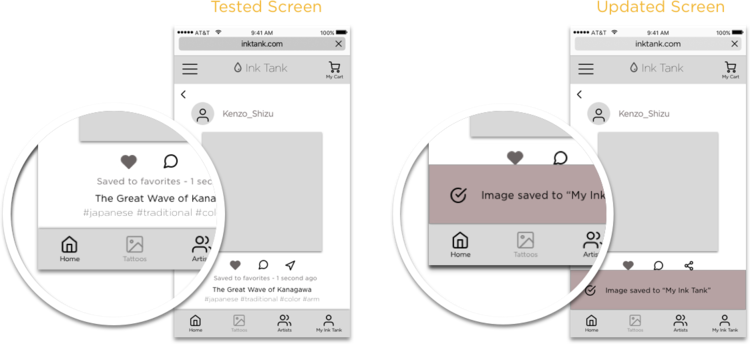 Tested Screen
AT&T 9:41 AM 100%
inktank.com
Ink Tank
My Cart
Kenzo_Shizu
Saved to favorites - 1 sec
The Great Wave of Kana
#japanese #traditional #col
Home
Tattoos
Artis
Saved to favorites - 1 second ago
The Great Wave of Kanagawa
#japanese #traditional #color #arm
Home Tattoos Artists My Ink Tank
Updated Screen
AT&T 9:41 AM 100%
inktank.com
Ink Tank
My Cart
Kenzo_Shizu
Image saved to “My Ink
Home
Tattoos
Artis
Image saved to “My Ink Tank”
Home Tattoos Artists My Ink Tank